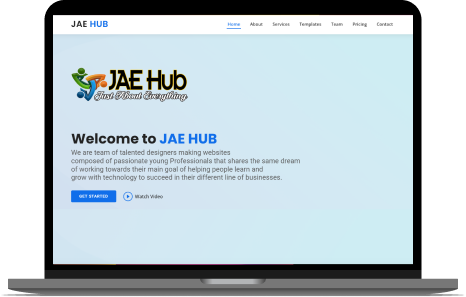 JAE HUB
Home About Services Templates Team Pricing Contact
JAE Hub
Just About Everything
Welcome to JAE HUB
We are team of talented designers making websites
composed of passionate young Professionals that shares the same dream
of working towards their main goal of helping people learn and
grow with technology to succeed in their different line of businesses.
GET STARTED Watch Video